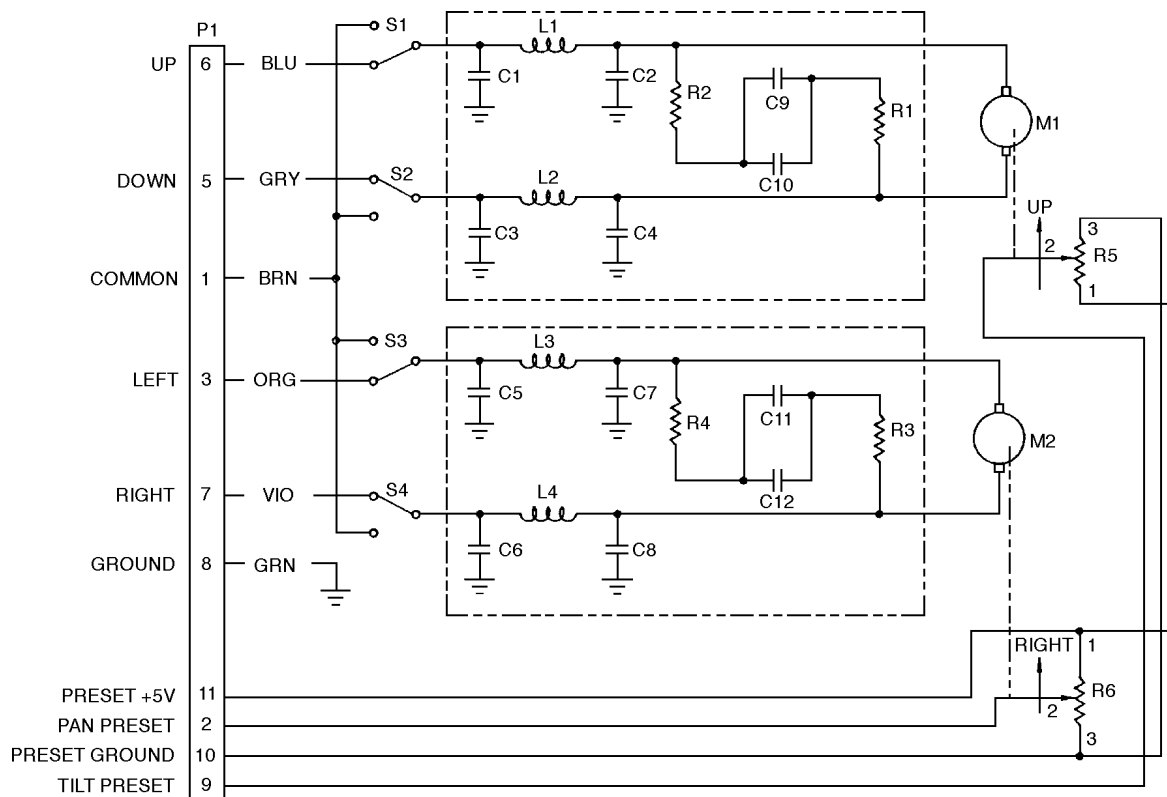 P1
UP 6 BLU
DOWN 5 GRY
COMMON 1 BRN
LEFT 3 ORG
RIGHT 7 VIO
GROUND 8 GRN
PRESET +5V 11
PAN PRESET 2
PRESET GROUND 10
TILT PRESET 9
S1
S2
S3
S4
L1
C1
C2
R2
C9
R1
C10
L2
C3
C4
M1
UP
2
3
R5
1
L3
C5
C7
R4
C11
R3
C12
L4
C6
C8
M2
RIGHT
2
1
R6
3